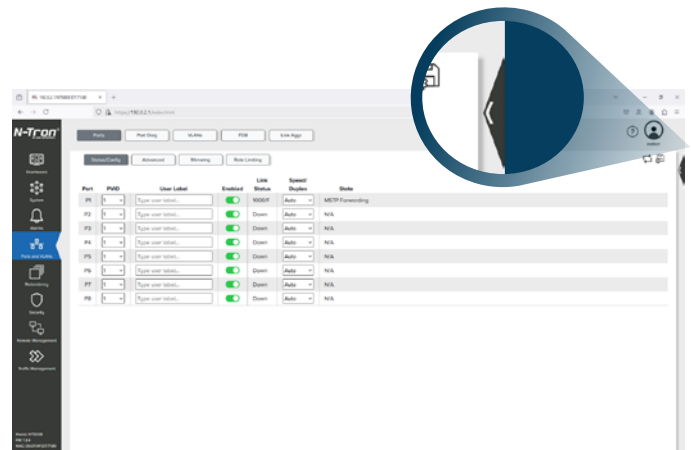 N-Tron
Ports Port Diag VLANs FDB Link Aggr
Status/Config Advanced Mirroring Rate Limiting
Port PVID User Label Enabled Link Status Speed/Duplex State
P1 1 Type user label... 1000/F Auto MSTP Forwarding
P2 1 Type user label... Down Auto N/A
P3 1 Type user label... Down Auto N/A
P4 1 Type user label... Down Auto N/A
P5 1 Type user label... Down Auto N/A
P6 1 Type user label... Down Auto N/A
P7 1 Type user label... Down Auto N/A
P8 1 Type user label... Down Auto N/A
Dashboard
System
Alarms
Ports and VLANs
Redundancy
Security
Remote Management
Traffic Management